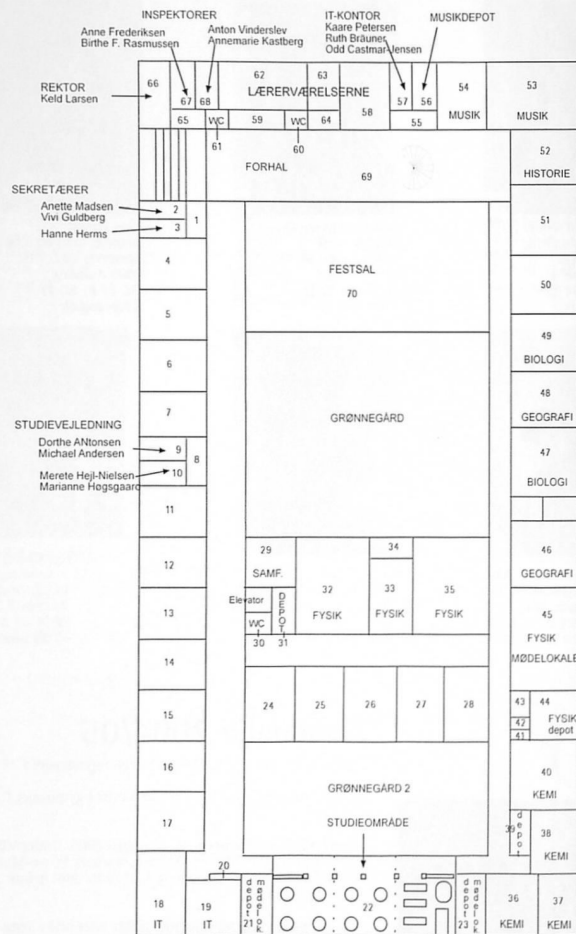 INSPEKTORER
Anne Frederiksen
Birthe F. Rasmussen
Anton Vinderslev
Annemarie Kastberg
IT-KONTOR
Kaare Petersen
Ruth Bräuner
Odd Castmar-Jensen
MUSIKDEPOT
REKTOR
Keld Larsen
66
67
68
62
63
LÆRERVÆRELSERNE
58
57
56
54
MUSIK
53
MUSIK
65
WC
59
WC
64
55
61
60
FORHAL
69
52
HISTORIE
SEKRETÆRER
Anette Madsen
Vivi Guldberg
Hanne Herms
2
3
1
51
4
FESTSAL
70
50
5
49
BIOLOGI
6
48
GEOGRAFI
7
GRØNNEGÅRD
STUDIEVEJLEDNING
Dorthe ANtonsen
Michael Andersen
Merete Hejl-Nielsen
Marianne Høgsgaard
9
10
8
47
BIOLOGI
11
46
GEOGRAFI
12
29
SAMF.
32
FYSIK
34
33
FYSIK
35
FYSIK
13
Elevator
WC
DEPOT
30
31
45
FYSIK
MØDELOKALE
14
15
24
25
26
27
28
43
42
41
44
FYSIK
depot
16
GRØNNEGÅRD 2
40
KEMI
17
STUDIEOMRÅDE
39
depot
38
KEMI
20
18
IT
19
IT
depot
21
mødelok.
22
depot
23
mødelok.
36
KEMI
37
KEMI